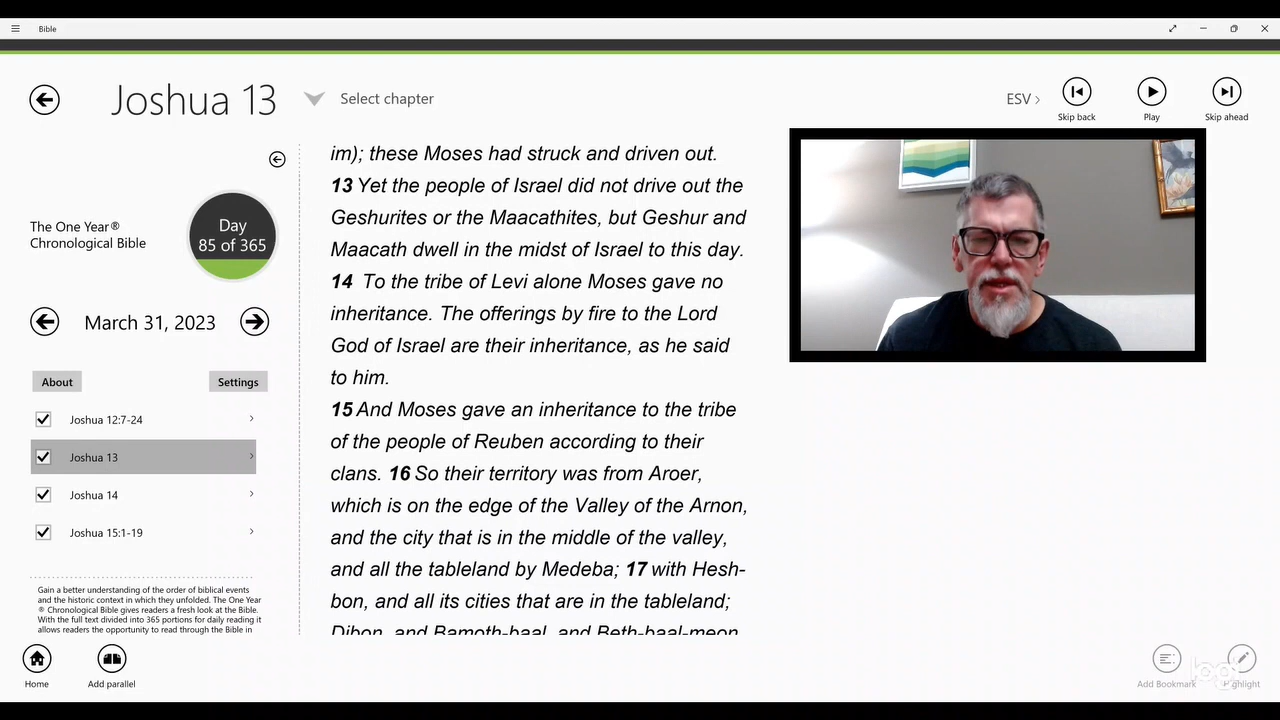 Bible
Joshua 13
Select chapter
ESV
Skip back
Play
Skip ahead
The One Year®
Chronological Bible
Day
85 of 365
March 31, 2023
About
Settings
Joshua 12:7-24
Joshua 13
Joshua 14
Joshua 15:1-19
Gain a better understanding of the order of biblical events
and the historic context in which they unfolded. The One Year
® Chronological Bible gives readers a fresh look at the Bible.
With the full text divided into 365 portions for daily reading it
allows readers the opportunity to read through the Bible in
im); these Moses had struck and driven out.
13 Yet the people of Israel did not drive out the
Geshurites or the Maacathites, but Geshur and
Maacath dwell in the midst of Israel to this day.
14 To the tribe of Levi alone Moses gave no
inheritance. The offerings by fire to the Lord
God of Israel are their inheritance, as he said
to him.
15 And Moses gave an inheritance to the tribe
of the people of Reuben according to their
clans. 16 So their territory was from Aroer,
which is on the edge of the Valley of the Arnon,
and the city that is in the middle of the valley,
and all the tableland by Medeba; 17 with Hesh-
bon, and all its cities that are in the tableland;
Dibon, and Bamoth-baal, and Beth-baal-meon,
Home
Add parallel
Add Bookmark
Highlight
logi